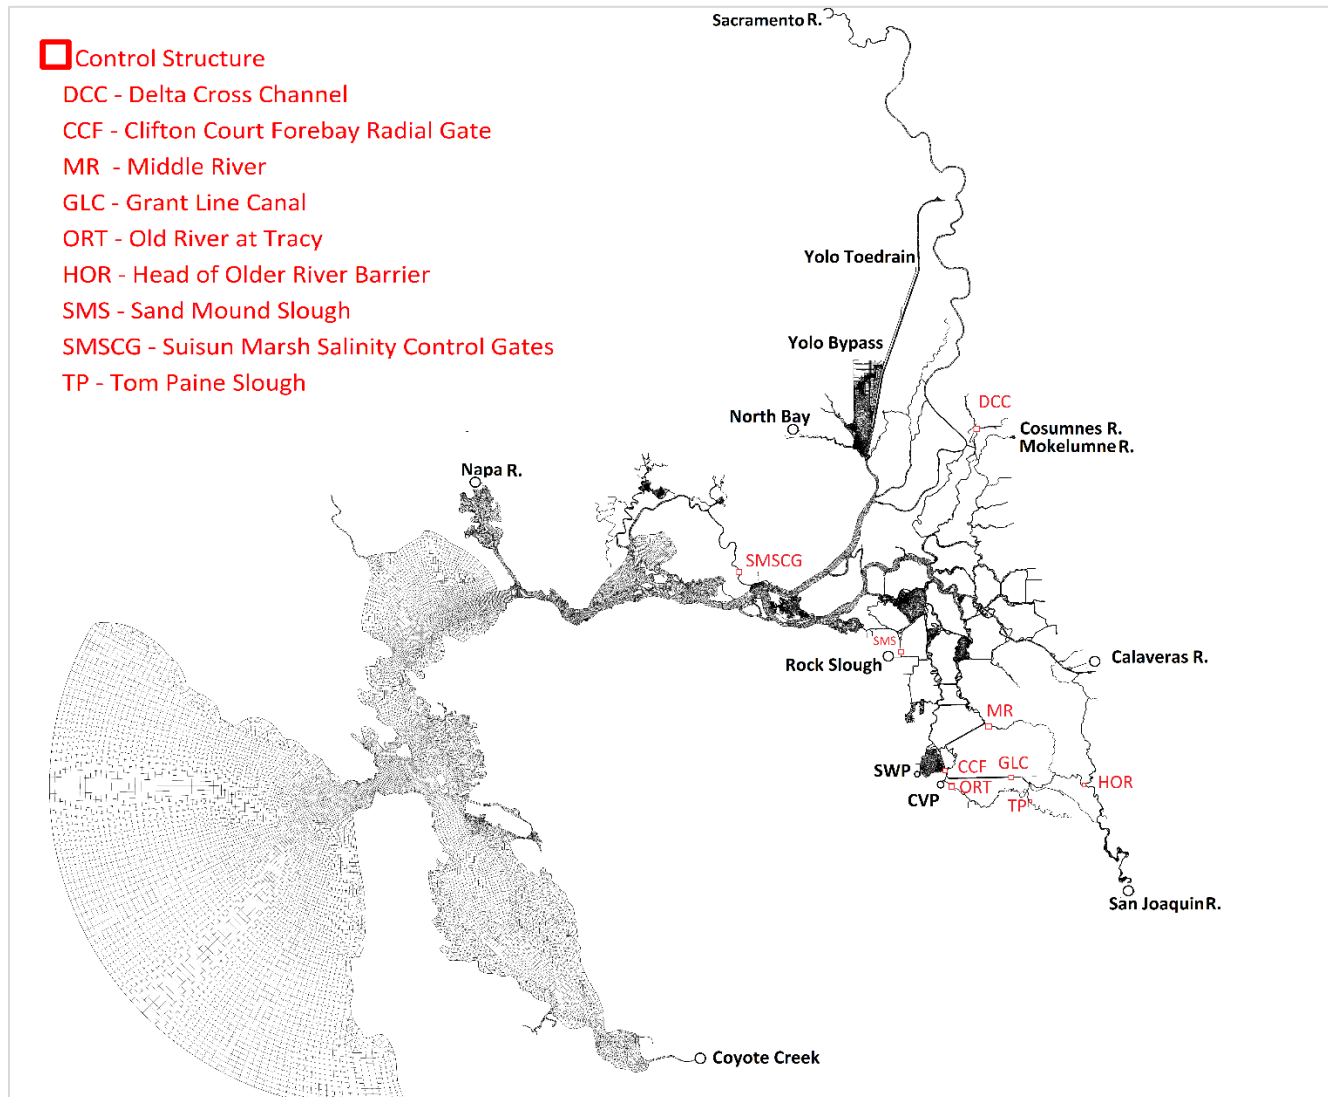 Sacramento R.
Control Structure
DCC - Delta Cross Channel
CCF - Clifton Court Forebay Radial Gate
MR - Middle River
GLC - Grant Line Canal
ORT - Old River at Tracy
HOR - Head of Older River Barrier
SMS - Sand Mound Slough
SMSCG - Suisun Marsh Salinity Control Gates
TP - Tom Paine Slough
Yolo Toedrain
Yolo Bypass
DCC
North Bay
Cosumnes R.
Mokelumne R.
Napa R.
SMSCG
SMS
Rock Slough
Calaveras R.
MR
SWP
CCF
GLC
HOR
CVP
ORT
TP
San Joaquin R.
Coyote Creek